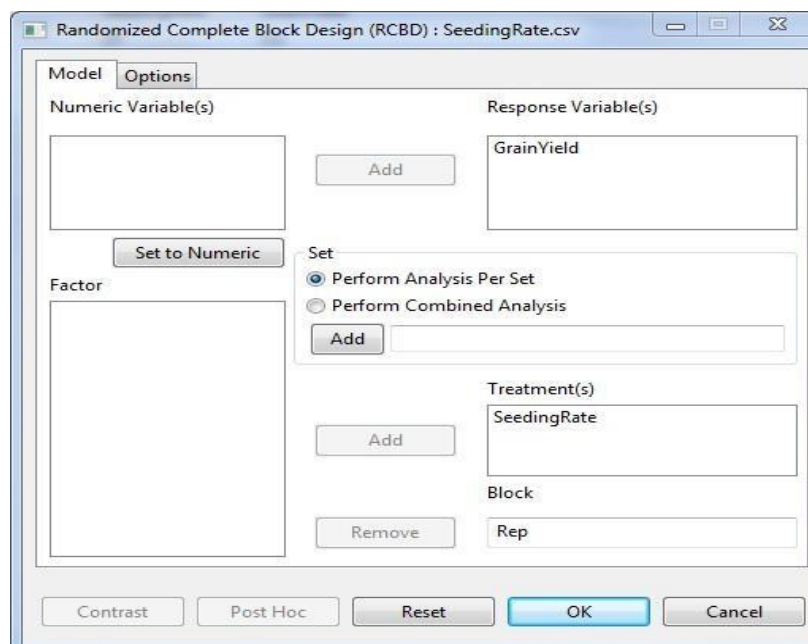 Randomized Complete Block Design (RCBD) : SeedingRate.csv
Model Options
Numeric Variable(s)
Response Variable(s)
GrainYield
Add
Set to Numeric
Set
Perform Analysis Per Set
Perform Combined Analysis
Add
Factor
Treatment(s)
SeedingRate
Add
Block
Remove
Rep
Contrast Post Hoc Reset OK Cancel